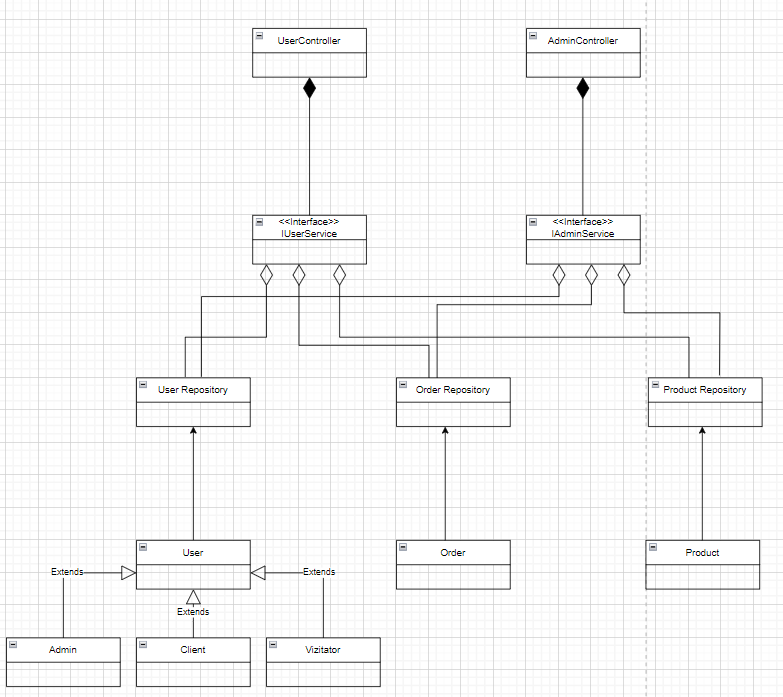 UserController
AdminController
<<Interface>>
IUserService
<<Interface>>
IAdminService
User Repository
Order Repository
Product Repository
User
Order
Product
Extends
Extends
Extends
Admin
Client
Vizitator